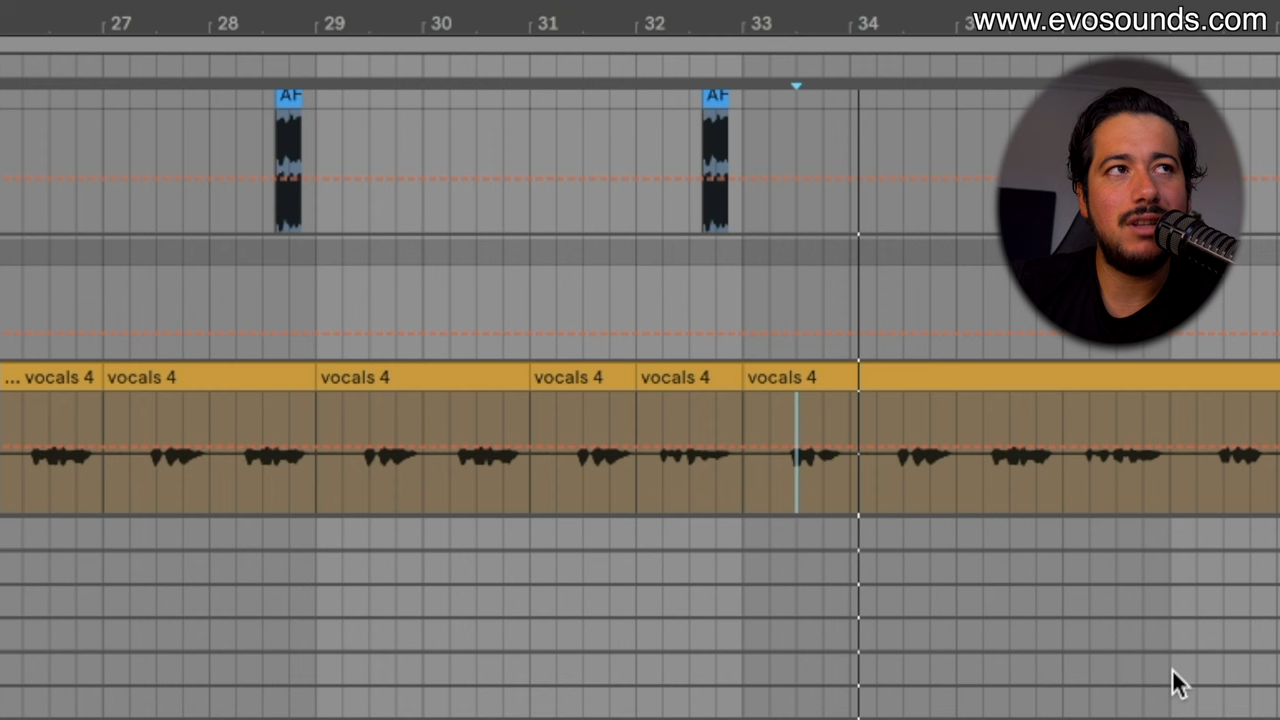 www.evosounds.com
27 28 29 30 31 32 33 34
AF AF
... vocals 4 vocals 4 vocals 4 vocals 4 vocals 4 vocals 4